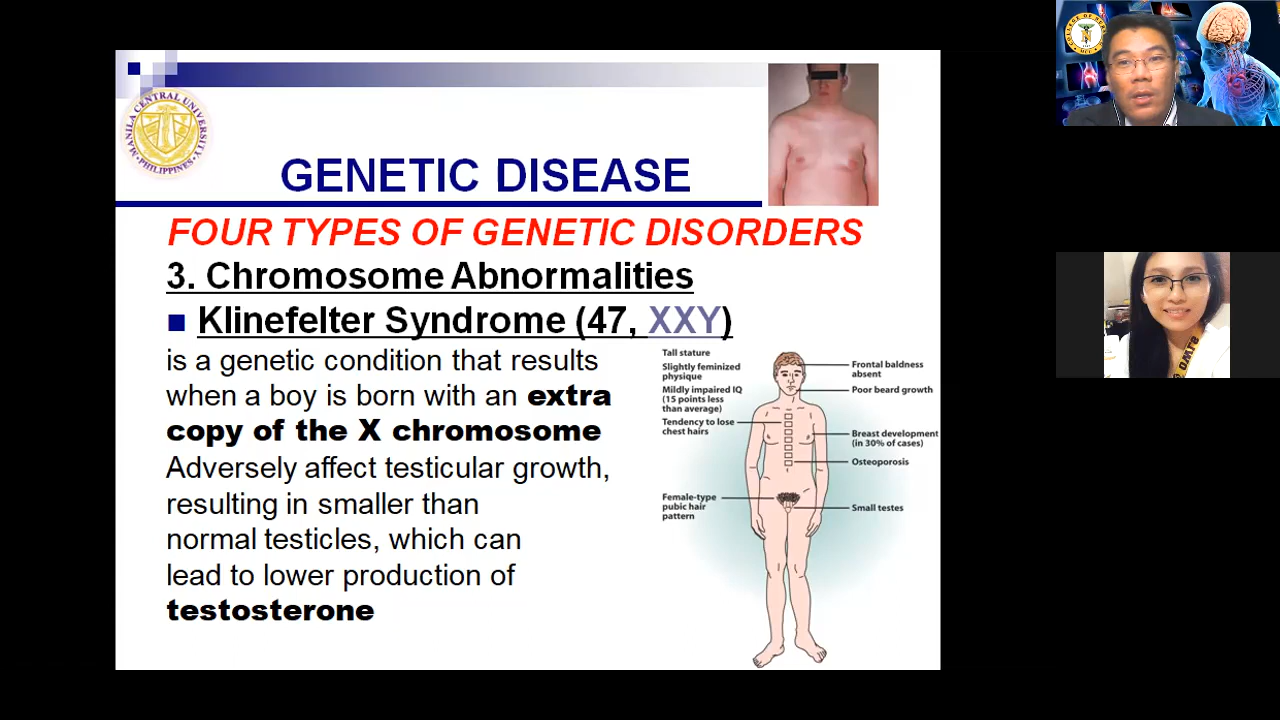 MANILA CENTRAL UNIVERSITY
PHILIPPINES
GENETIC DISEASE
FOUR TYPES OF GENETIC DISORDERS
3. Chromosome Abnormalities
Klinefelter Syndrome (47, XXY)
is a genetic condition that results
when a boy is born with an extra
copy of the X chromosome
Adversely affect testicular growth,
resulting in smaller than
normal testicles, which can
lead to lower production of
testosterone
Tall stature
Slightly feminized
physique
Mildly impaired IQ
(15 points less
than average)
Tendency to lose
chest hairs
Female-type
pubic hair
pattern
Frontal baldness
absent
Poor beard growth
Breast development
(in 30% of cases)
Osteoporosis
Small testes